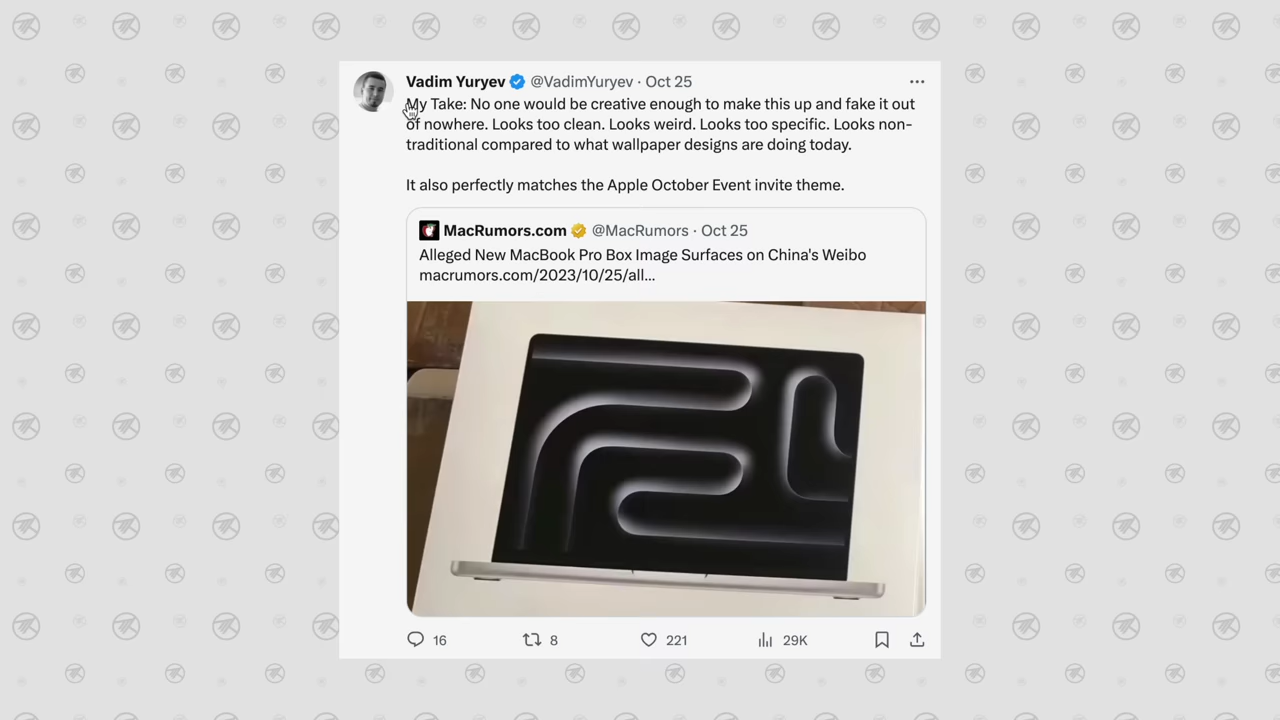 Vadim Yuryev @VadimYuryev · Oct 25
My Take: No one would be creative enough to make this up and fake it out
of nowhere. Looks too clean. Looks weird. Looks too specific. Looks non-
traditional compared to what wallpaper designs are doing today.
It also perfectly matches the Apple October Event invite theme.
MacRumors.com @MacRumors · Oct 25
Alleged New MacBook Pro Box Image Surfaces on China's Weibo
macrumors.com/2023/10/25/all...
16 8 221 29K